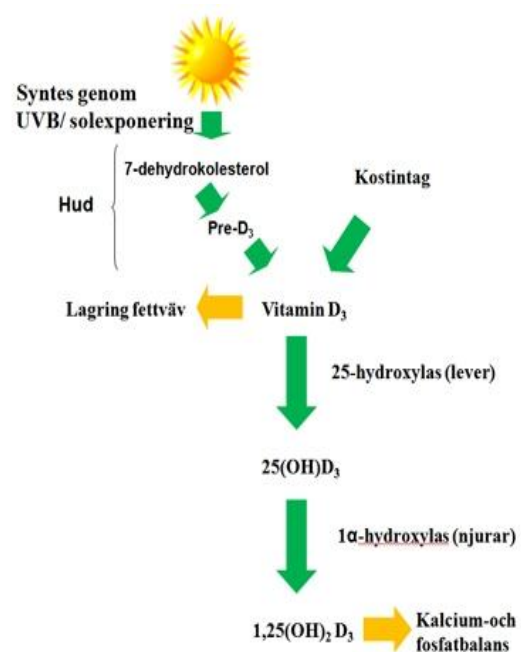 Syntes genom
UVB/ solexponering
7-dehydrokolesterol
Kostintag
Hud
Pre-D₃
Lagring fettväv
Vitamin D₃
25-hydroxylas (lever)
25(OH)D₃
1α-hydroxylas (njurar)
1,25(OH)₂ D₃
Kalcium-och
fosfatbalans